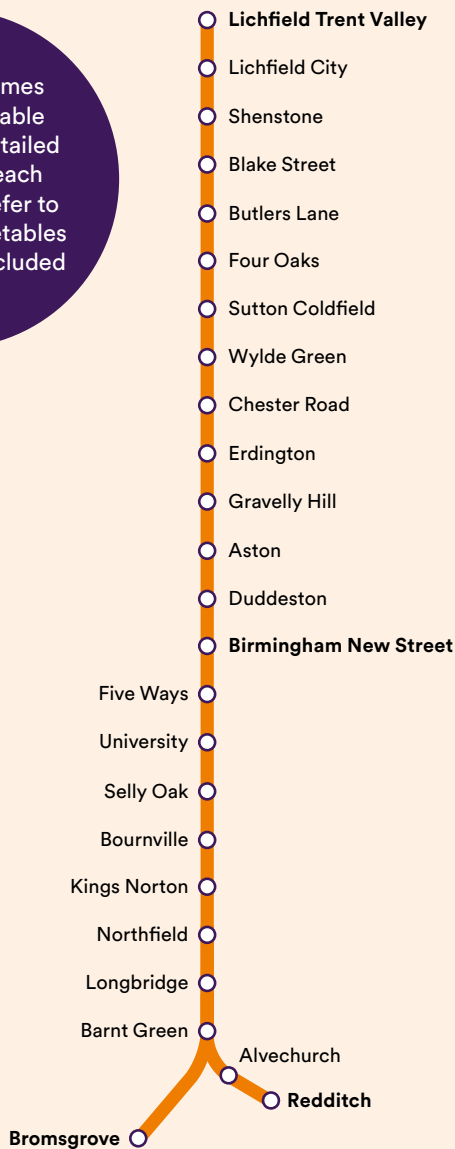 mes
able
tailed
each
efer to
etables
cluded
Lichfield Trent Valley
Lichfield City
Shenstone
Blake Street
Butlers Lane
Four Oaks
Sutton Coldfield
Wylde Green
Chester Road
Erdington
Gravelly Hill
Aston
Duddeston
Birmingham New Street
Five Ways
University
Selly Oak
Bournville
Kings Norton
Northfield
Longbridge
Barnt Green
Alvechurch
Redditch
Bromsgrove